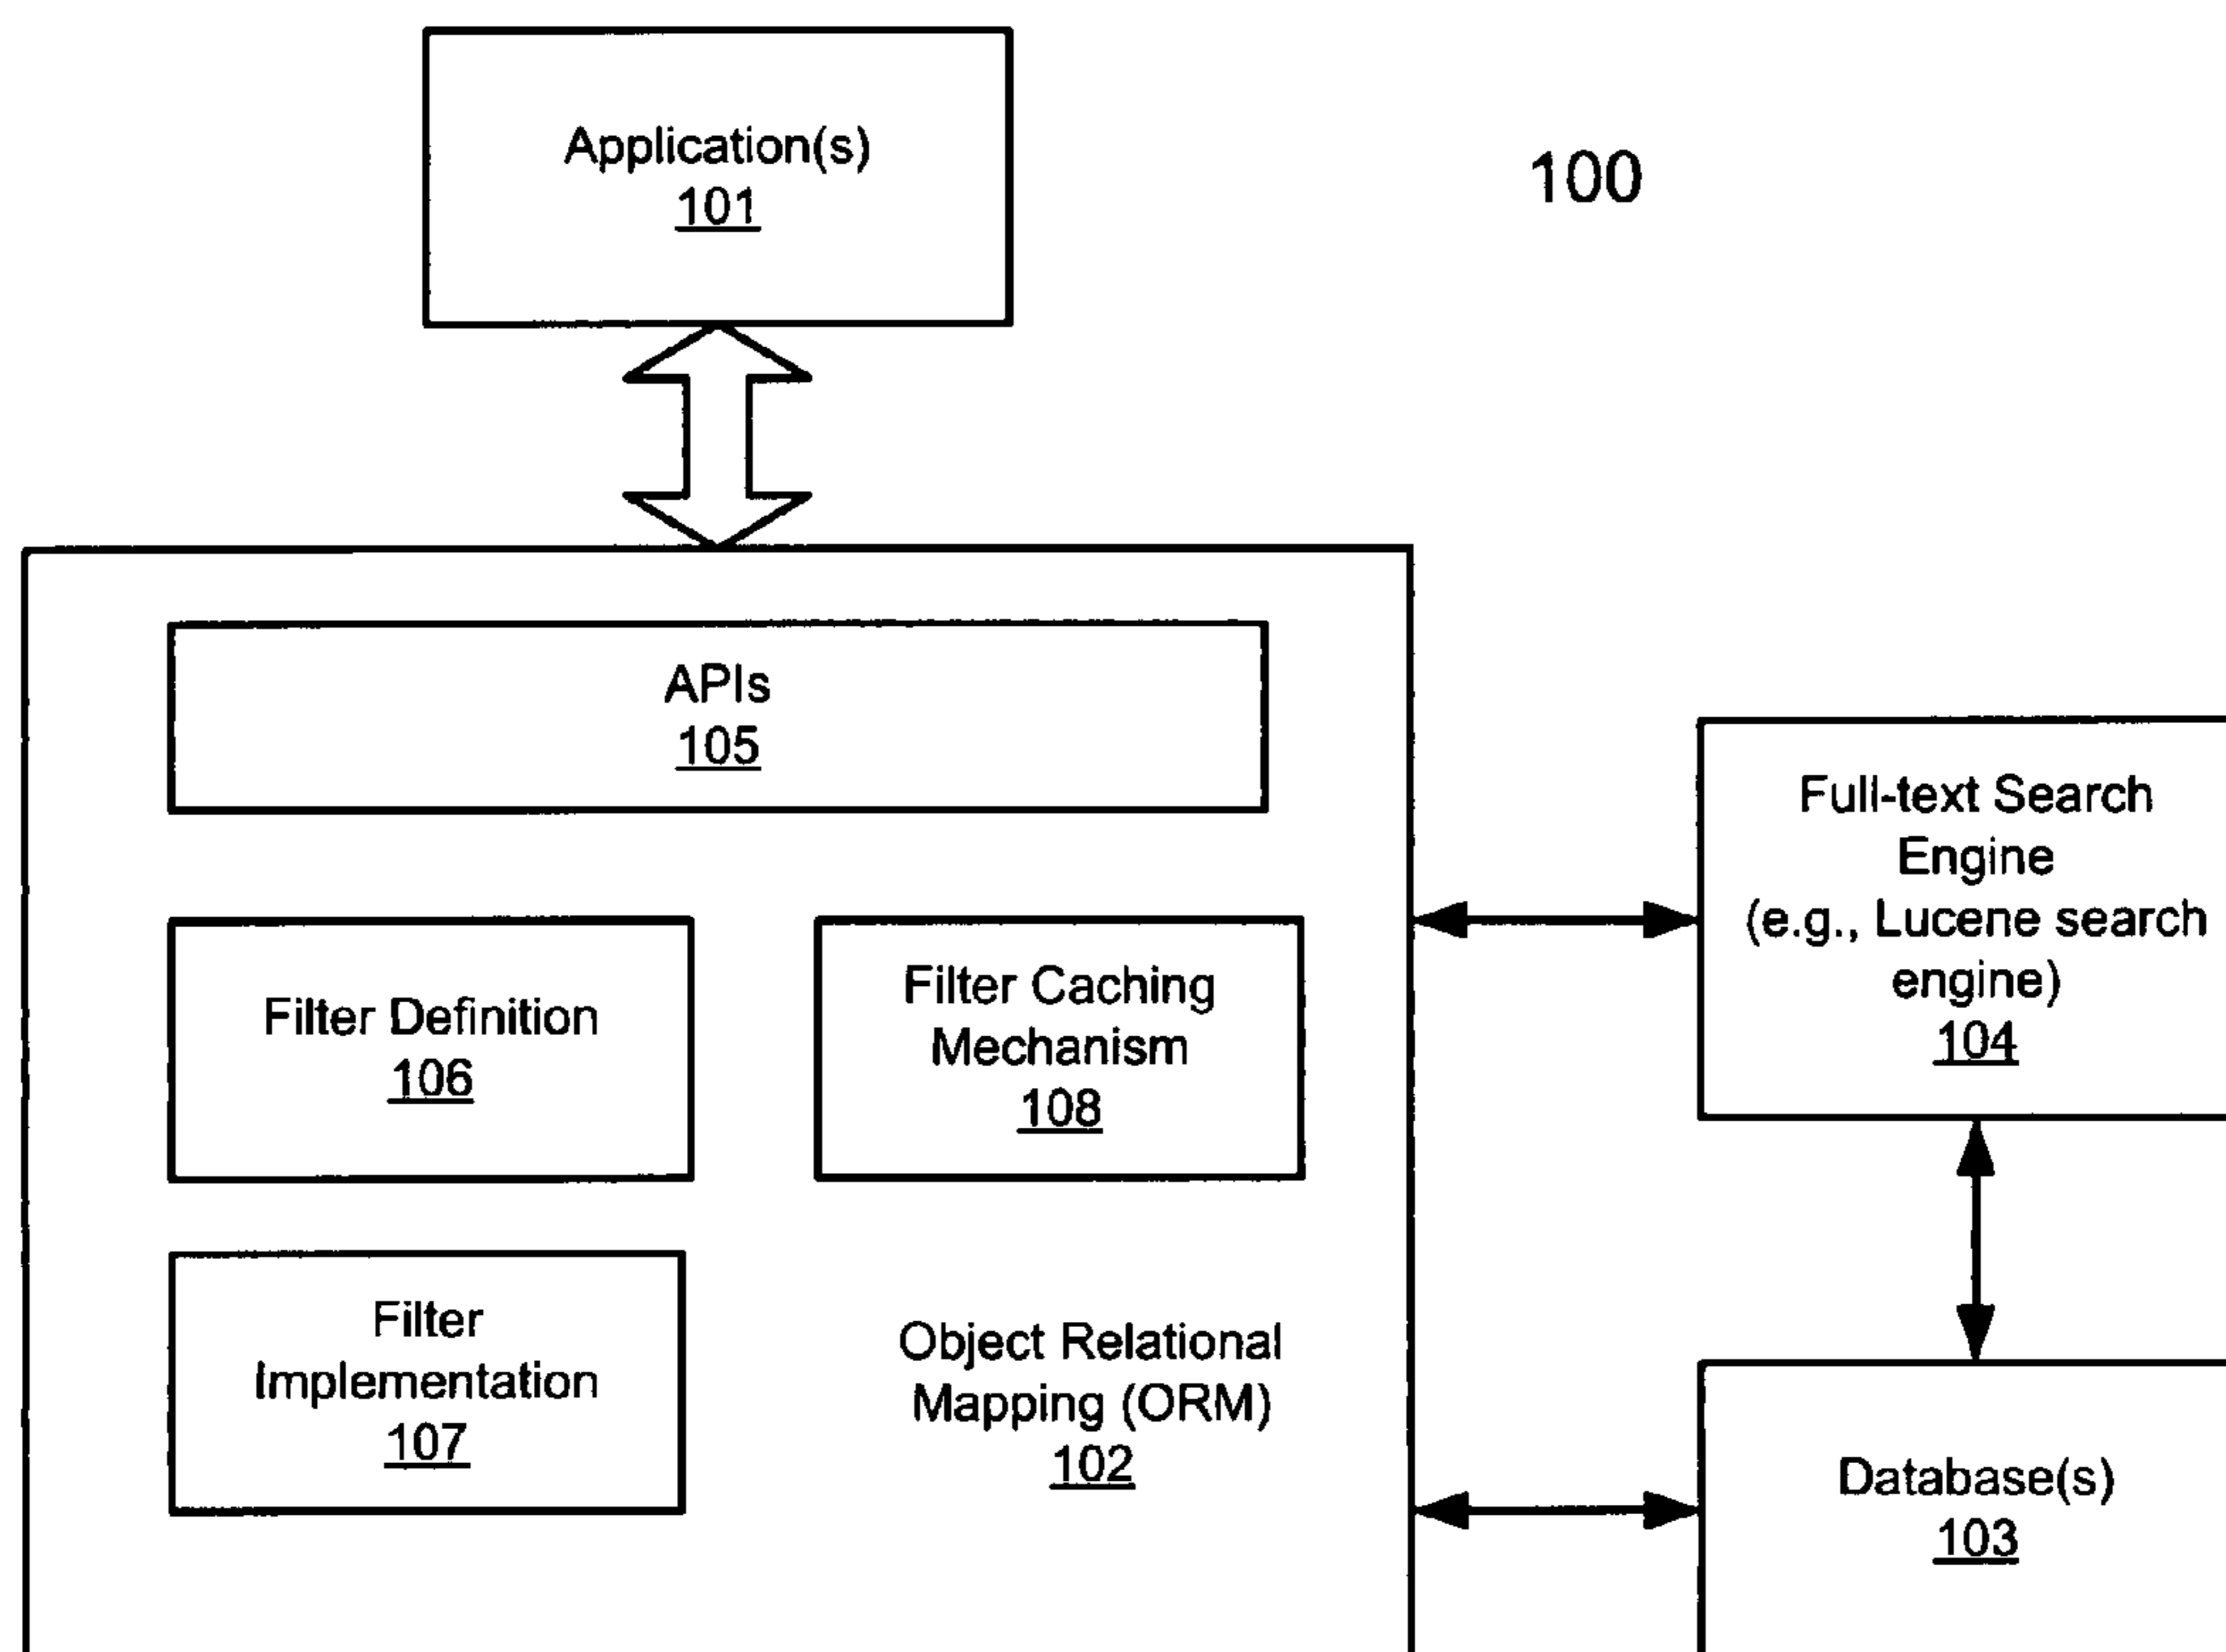 Application(s)
101
100
APIs
105
Filter Definition
106
Filter Caching
Mechanism
108
Filter
Implementation
107
Object Relational
Mapping (ORM)
102
Full-text Search
Engine
(e.g., Lucene search
engine)
104
Database(s)
103